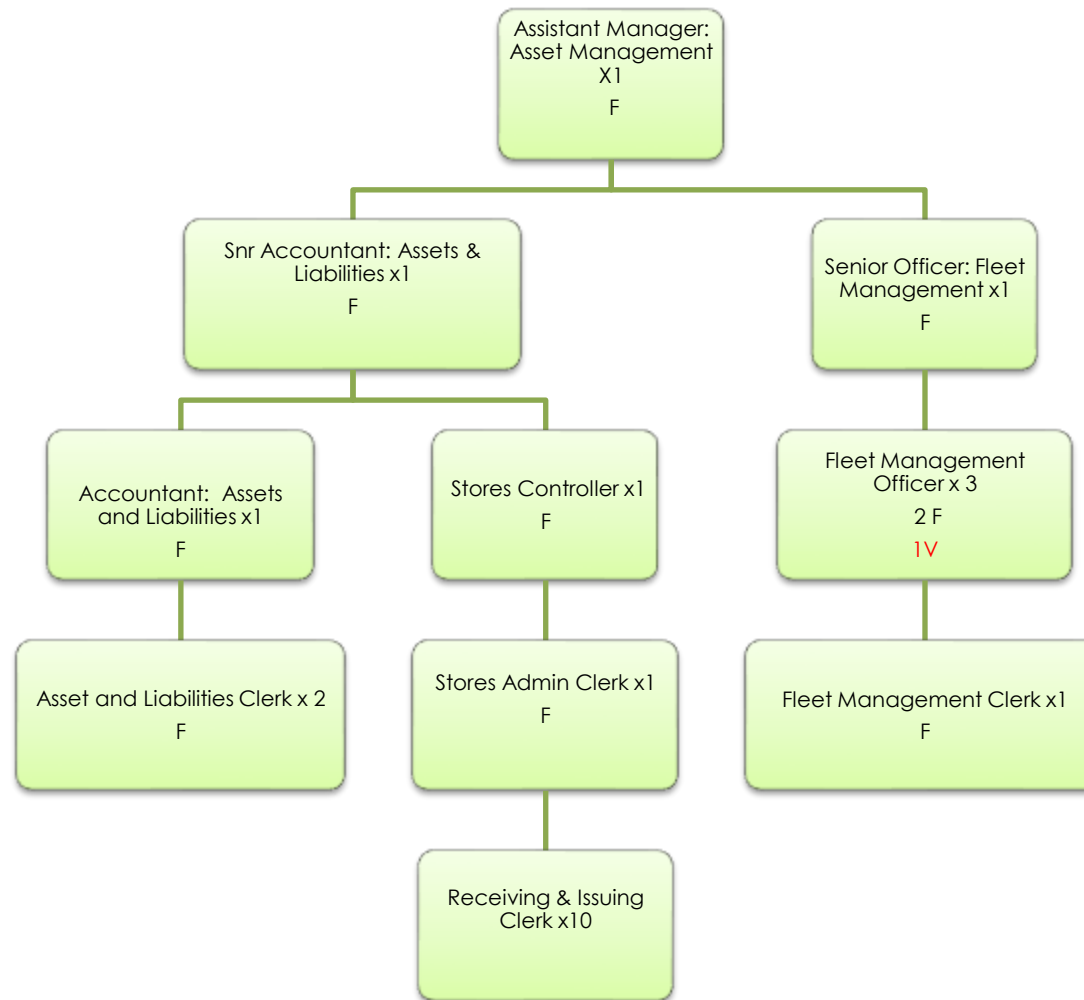 Assistant Manager:
Asset Management
X1
F
Snr Accountant: Assets &
Liabilities x1
F
Senior Officer: Fleet
Management x1
F
Accountant:  Assets
and Liabilities x1
F
Stores Controller x1
F
Fleet Management
Officer x 3
2 F
1V
Asset and Liabilities Clerk x 2
F
Stores Admin Clerk x1
F
Fleet Management Clerk x1
F
Receiving & Issuing
Clerk x10